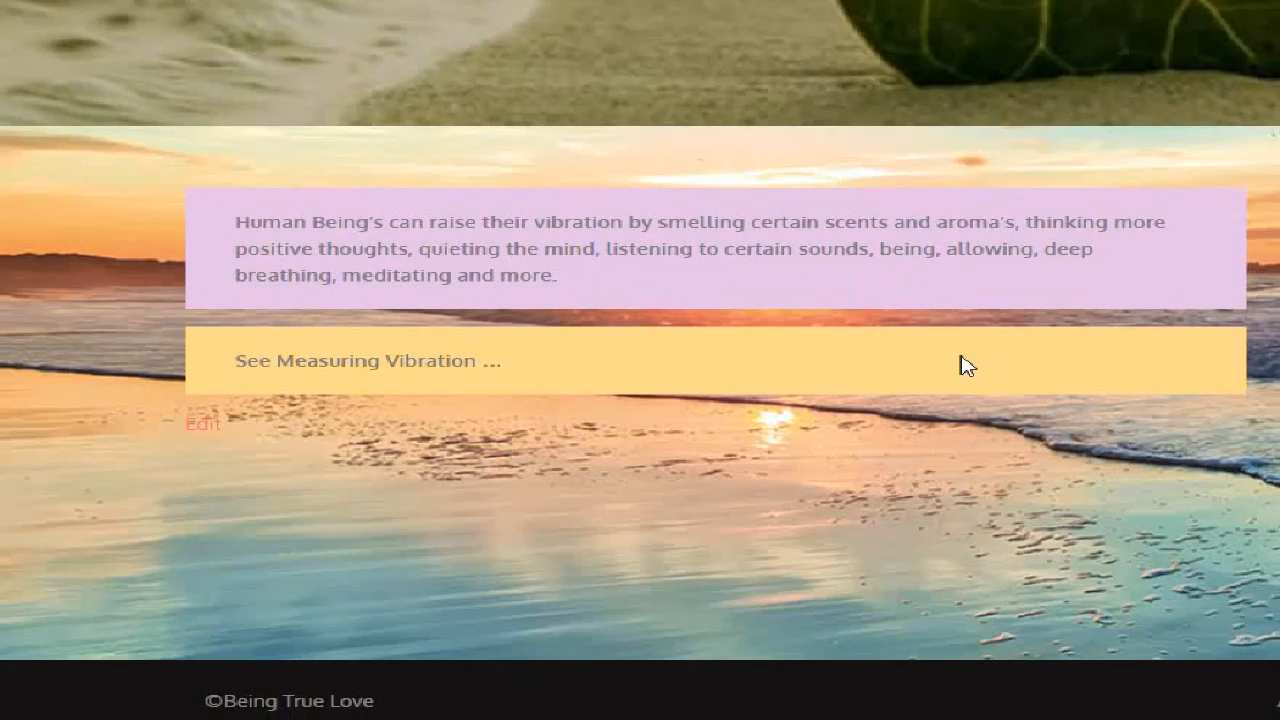 Human Being's can raise their vibration by smelling certain scents and aroma's, thinking more
positive thoughts, quieting the mind, listening to certain sounds, being, allowing, deep
breathing, meditating and more.
See Measuring Vibration ...
Edit
©Being True Love